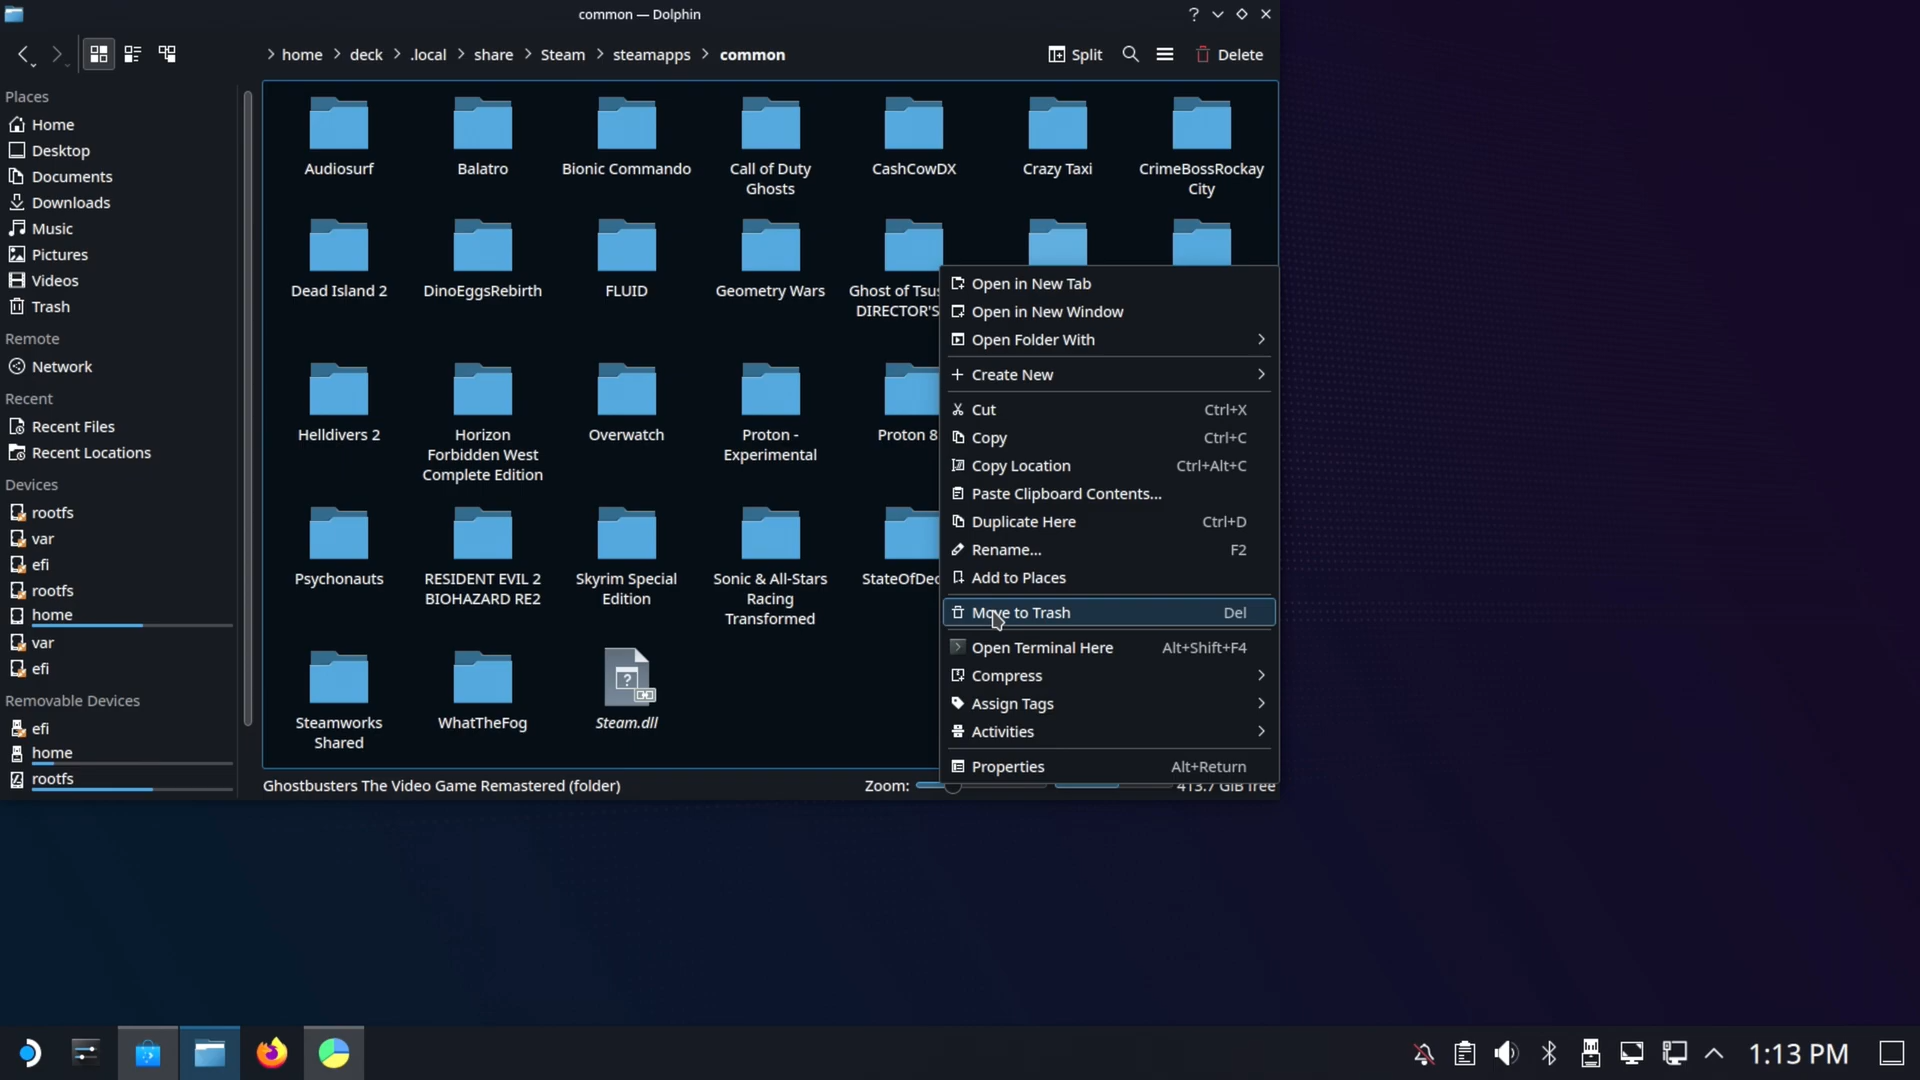 common — Dolphin
home
deck
.local
share
Steam
steamapps
common
Split
Delete
Places
Home
Desktop
Documents
Downloads
Music
Pictures
Videos
Trash
Remote
Network
Recent
Recent Files
Recent Locations
Devices
rootfs
var
efi
rootfs
home
var
efi
Removable Devices
efi
home
rootfs
Audiosurf
Balatro
Bionic Commando
Call of Duty
Ghosts
CashCowDX
Crazy Taxi
CrimeBossRockay
City
Dead Island 2
DinoEggsRebirth
FLUID
Geometry Wars
Ghost of Tsus
DIRECTOR'S
Helldivers 2
Horizon
Forbidden West
Complete Edition
Overwatch
Proton -
Experimental
Proton 8
Psychonauts
RESIDENT EVIL 2
BIOHAZARD RE2
Skyrim Special
Edition
Sonic & All-Stars
Racing
Transformed
StateOfDec
Steamworks
Shared
WhatTheFog
Steam.dll
Open in New Tab
Open in New Window
Open Folder With
Create New
Cut Ctrl+X
Copy Ctrl+C
Copy Location Ctrl+Alt+C
Paste Clipboard Contents...
Duplicate Here Ctrl+D
Rename... F2
Add to Places
Move to Trash Del
Open Terminal Here Alt+Shift+F4
Compress
Assign Tags
Activities
Properties Alt+Return
Ghostbusters The Video Game Remastered (folder)
Zoom:
413.7 GiB free
1:13 PM